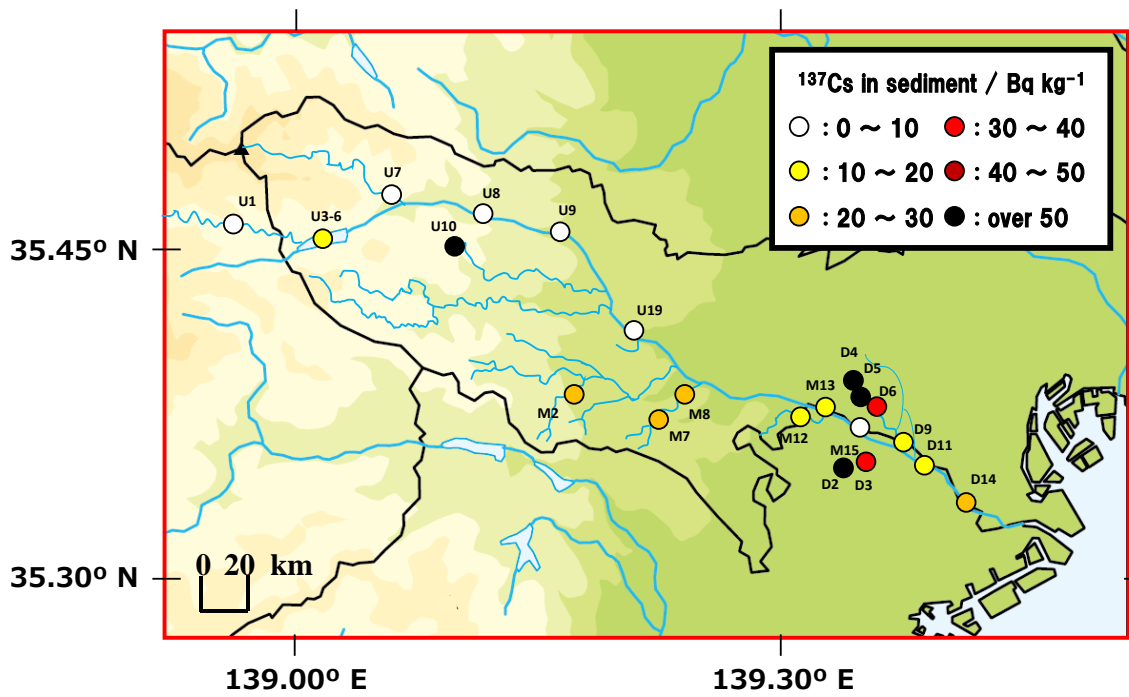 ¹³⁷Cs in sediment / Bq kg⁻¹
: 0 ～ 10
: 30 ～ 40
: 10 ～ 20
: 40 ～ 50
: 20 ～ 30
: over 50
U7
U1
U8
U3-6
U9
U10
35.45º N
U19
D4
D5
M13
D6
M2
M8
M7
M12
D9
M15
D11
D2
D3
D14
0 20 km
35.30º N
139.00º E
139.30º E